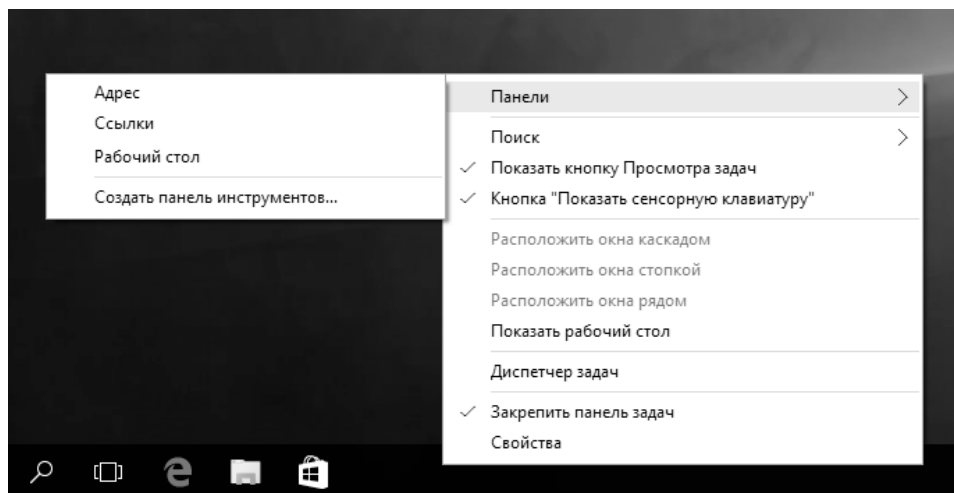 Адрес
Ссылки
Рабочий стол
Создать панель инструментов...
Панели
Поиск
Показать кнопку Просмотра задач
Кнопка "Показать сенсорную клавиатуру"
Расположить окна каскадом
Расположить окна стопкой
Расположить окна рядом
Показать рабочий стол
Диспетчер задач
Закрепить панель задач
Свойства